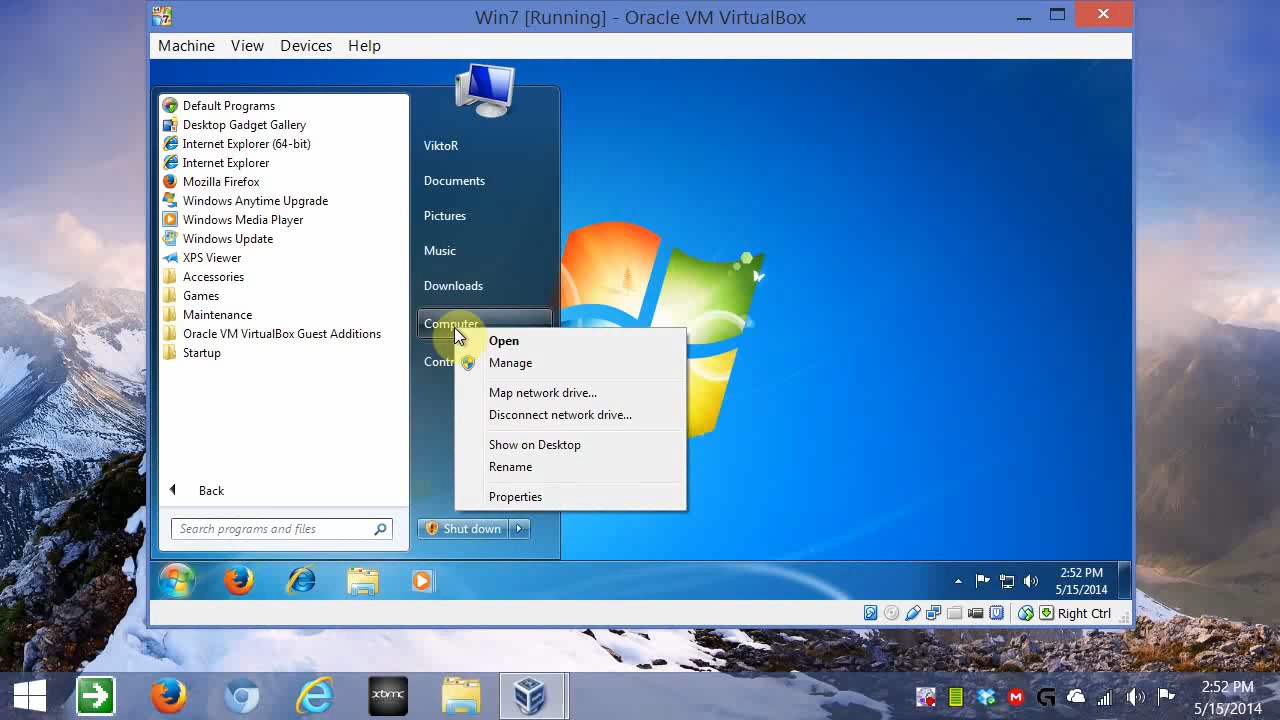 Win7 [Running] - Oracle VM VirtualBox
Machine View Devices Help
Default Programs
Desktop Gadget Gallery
Internet Explorer (64-bit)
Internet Explorer
Mozilla Firefox
Windows Anytime Upgrade
Windows Media Player
Windows Update
XPS Viewer
Accessories
Games
Maintenance
Oracle VM VirtualBox Guest Additions
Startup
Back
Search programs and files
ViktoR
Documents
Pictures
Music
Downloads
Computer
Contr
Shut down
Open
Manage
Map network drive...
Disconnect network drive...
Show on Desktop
Rename
Properties
2:52 PM
5/15/2014
Right Ctrl
xbmc
2:52 PM
5/15/2014